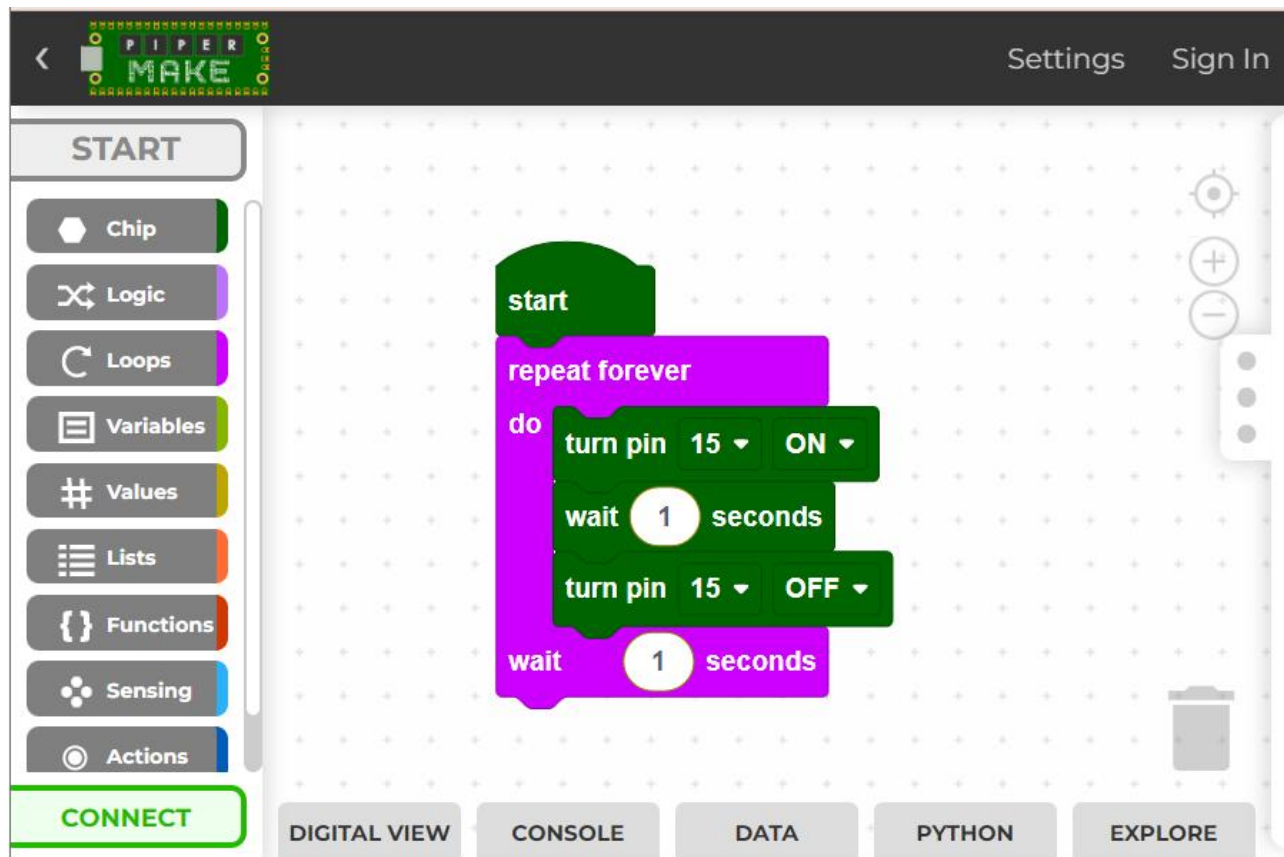 PIPER
MAKE
Settings Sign In
START
Chip
Logic
Loops
Variables
Values
Lists
Functions
Sensing
Actions
CONNECT
start
repeat forever
do
turn pin 15 ON
wait 1 seconds
turn pin 15 OFF
wait 1 seconds
DIGITAL VIEW CONSOLE DATA PYTHON EXPLORE